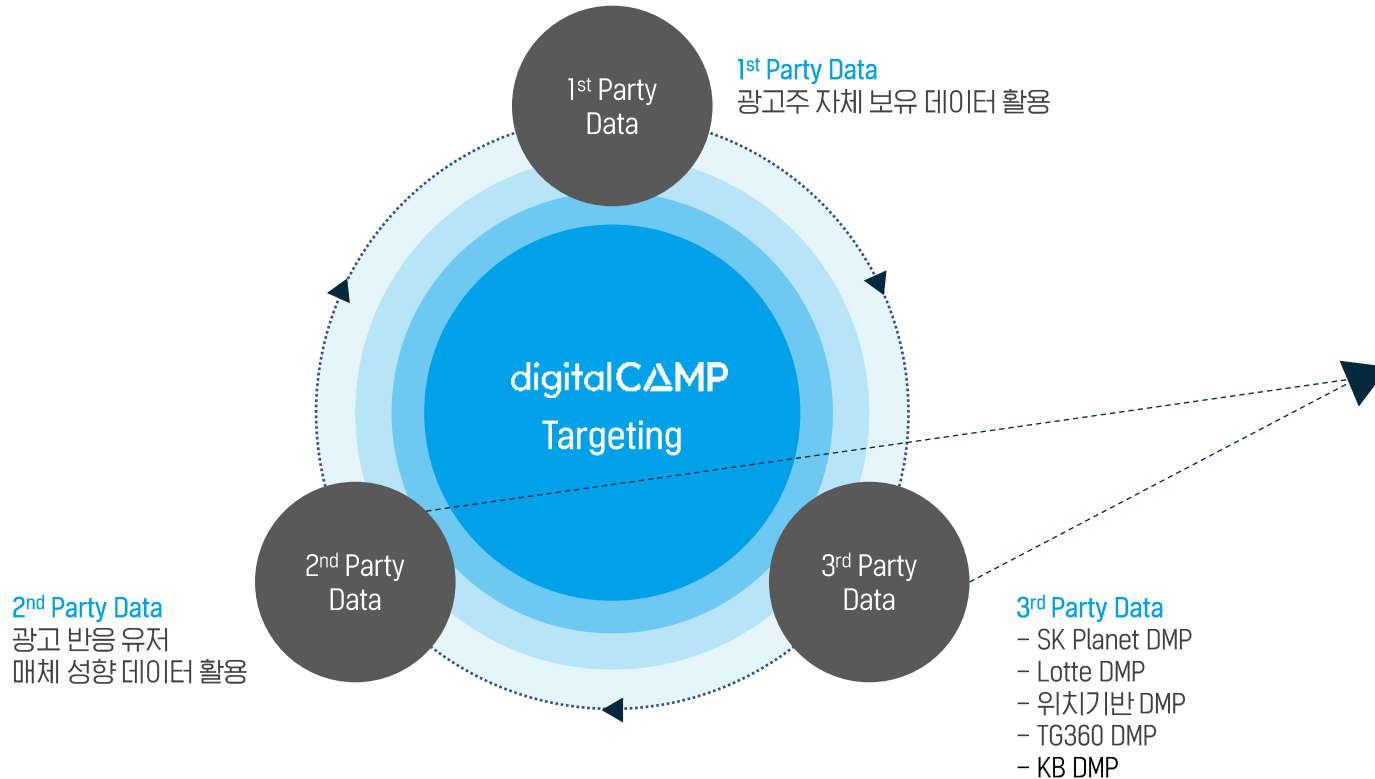 1st Party
Data
1st Party Data
광고주 자체 보유 데이터 활용
digitalCAMP
Targeting
2nd Party
Data
2nd Party Data
광고 반응 유저
매체 성향 데이터 활용
3rd Party
Data
3rd Party Data
- SK Planet DMP
- Lotte DMP
- 위치기반 DMP
- TG360 DMP
- KB DMP